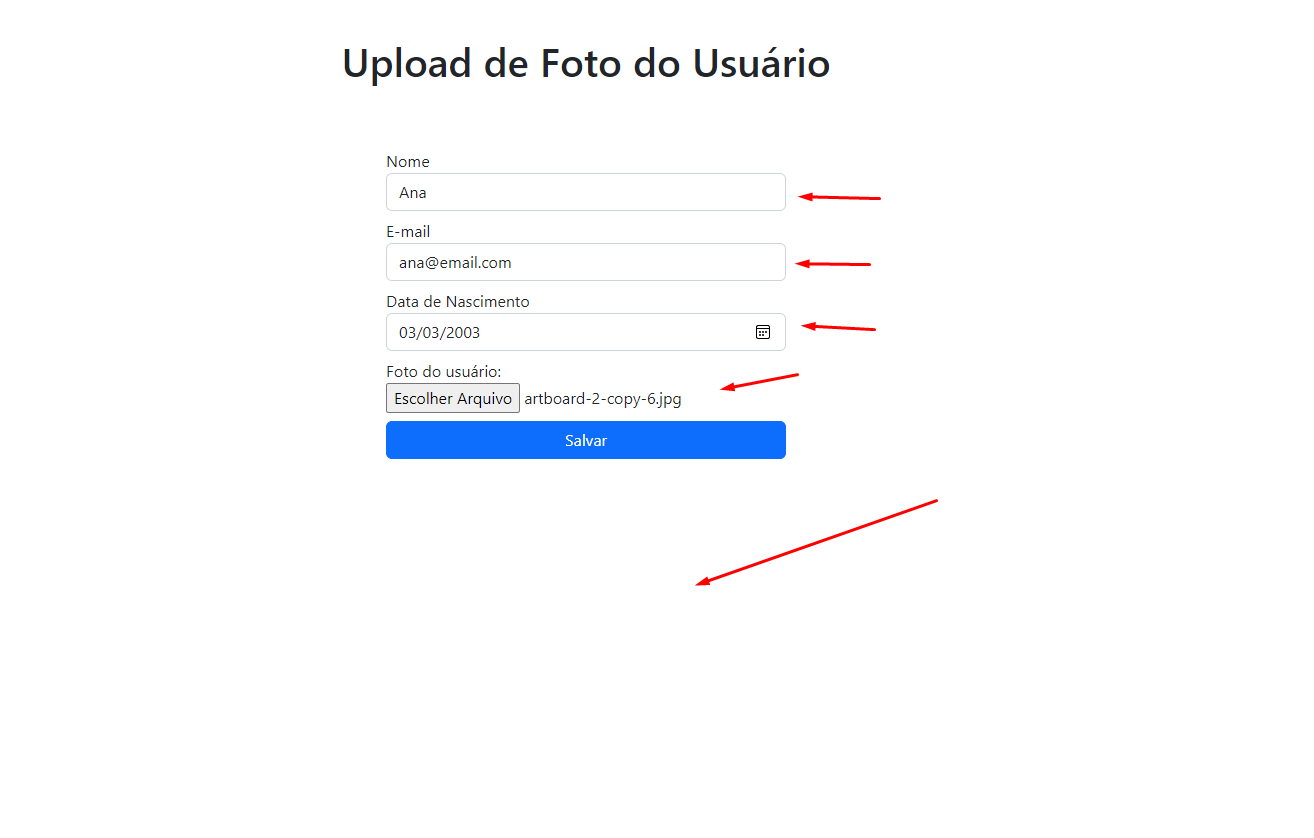 Upload de Foto do Usuário
Nome
Ana
E-mail
ana@email.com
Data de Nascimento
03/03/2003
Foto do usuário:
Escolher Arquivo artboard-2-copy-6.jpg
Salvar